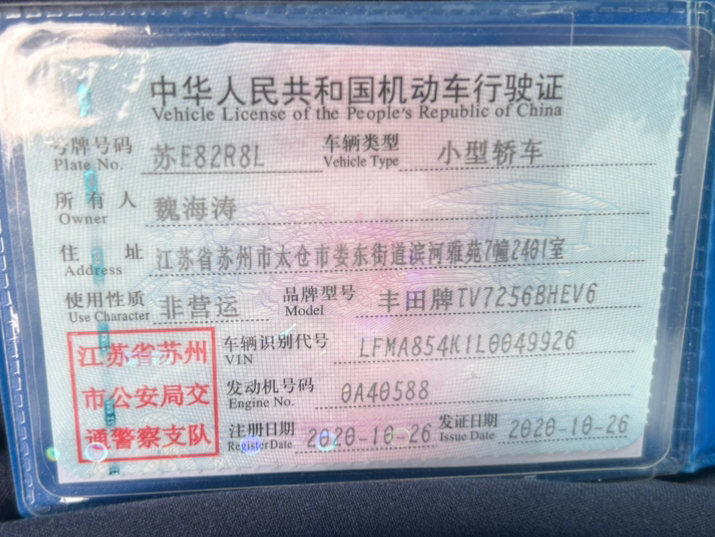 中华人民共和国机动车行驶证
Vehicle License of the People's Republic of China
号牌号码 苏E82R8L 车辆类型 小型轿车
Plate No. Vehicle Type
所有人 魏海涛
Owner
住址 江苏省苏州市太仓市娄东街道滨河雅苑7幢2401室
Address
使用性质 非营运 品牌型号 丰田牌TV7256BHEV6
Use Character Model
江苏省苏州 车辆识别代号 LFMA854K1L0049926
VIN
市公安局交 发动机号码 0A40588
Engine No.
通警察支队 注册日期 2020-10-26 发证日期 2020-10-26
Register Date Issue Date